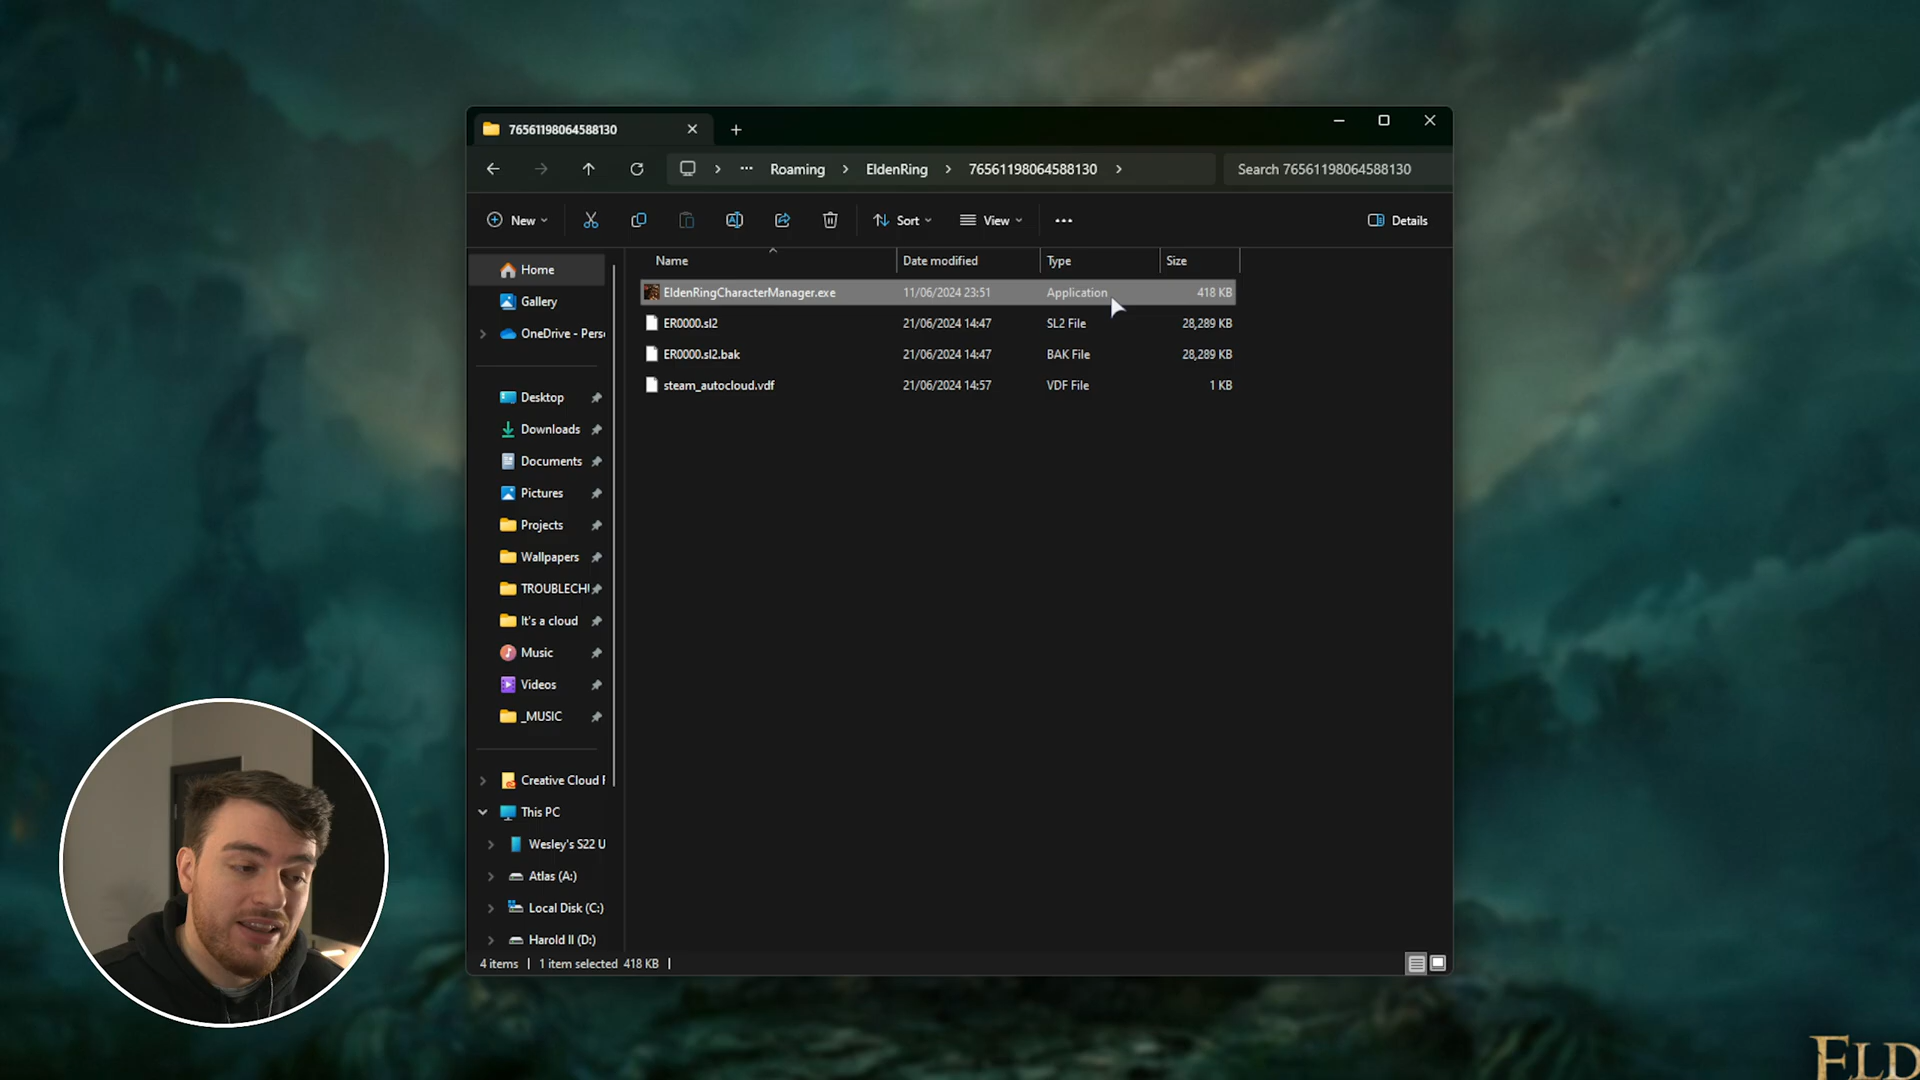 76561198064588130
Roaming EldenRing 76561198064588130 Search 76561198064588130
New Sort View Details
Name Date modified Type Size
EldenRingCharacterManager.exe 11/06/2024 23:51 Application 418 KB
ER0000.sl2 21/06/2024 14:47 SL2 File 28,289 KB
ER0000.sl2.bak 21/06/2024 14:47 BAK File 28,289 KB
steam_autocloud.vdf 21/06/2024 14:57 VDF File 1 KB
Home
Gallery
OneDrive - Perso
Desktop
Downloads
Documents
Pictures
Projects
Wallpapers
TROUBLECH
It's a cloud
Music
Videos
_MUSIC
Creative Cloud F
This PC
Wesley's S22 U
Atlas (A:)
Local Disk (C:)
Harold II (D:)
4 items 1 item selected 418 KB
ELD